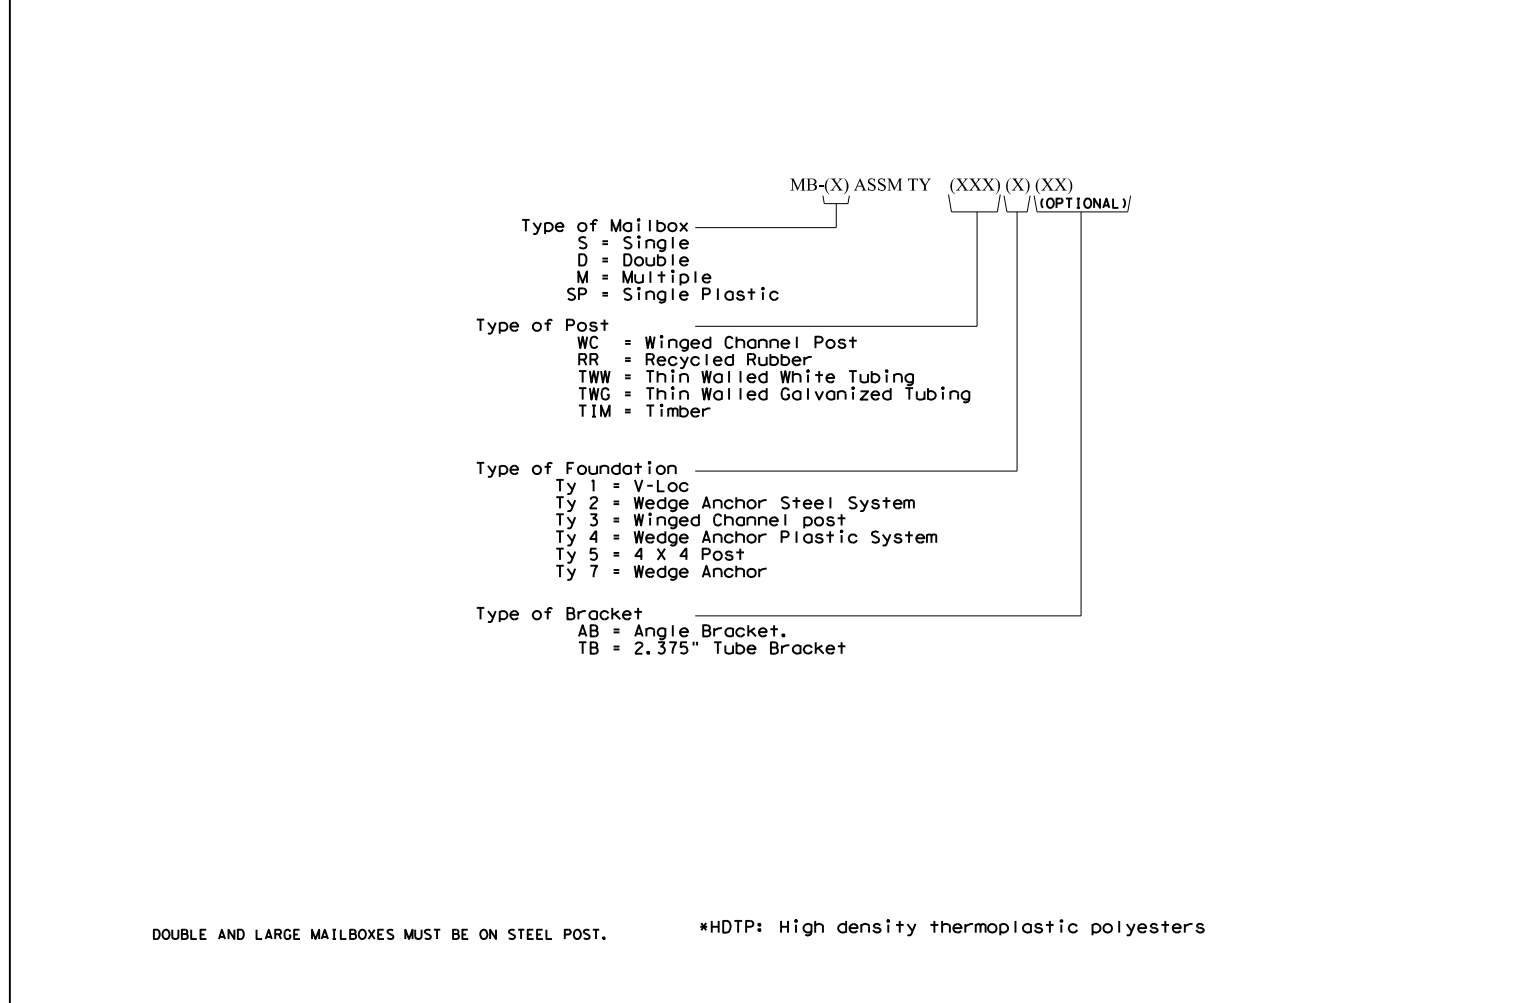 MB-(X) ASSM TY (XXX) (X) (XX)
(OPTIONAL)
Type of Mailbox
S = Single
D = Double
M = Multiple
SP = Single Plastic
Type of Post
WC = Winged Channel Post
RR = Recycled Rubber
TWW = Thin Walled White Tubing
TWG = Thin Walled Galvanized Tubing
TIM = Timber
Type of Foundation
Ty 1 = V-Loc
Ty 2 = Wedge Anchor Steel System
Ty 3 = Winged Channel post
Ty 4 = Wedge Anchor Plastic System
Ty 5 = 4 X 4 Post
Ty 7 = Wedge Anchor
Type of Bracket
AB = Angle Bracket.
TB = 2.375" Tube Bracket
DOUBLE AND LARGE MAILBOXES MUST BE ON STEEL POST.
*HDTP: High density thermoplastic polyesters